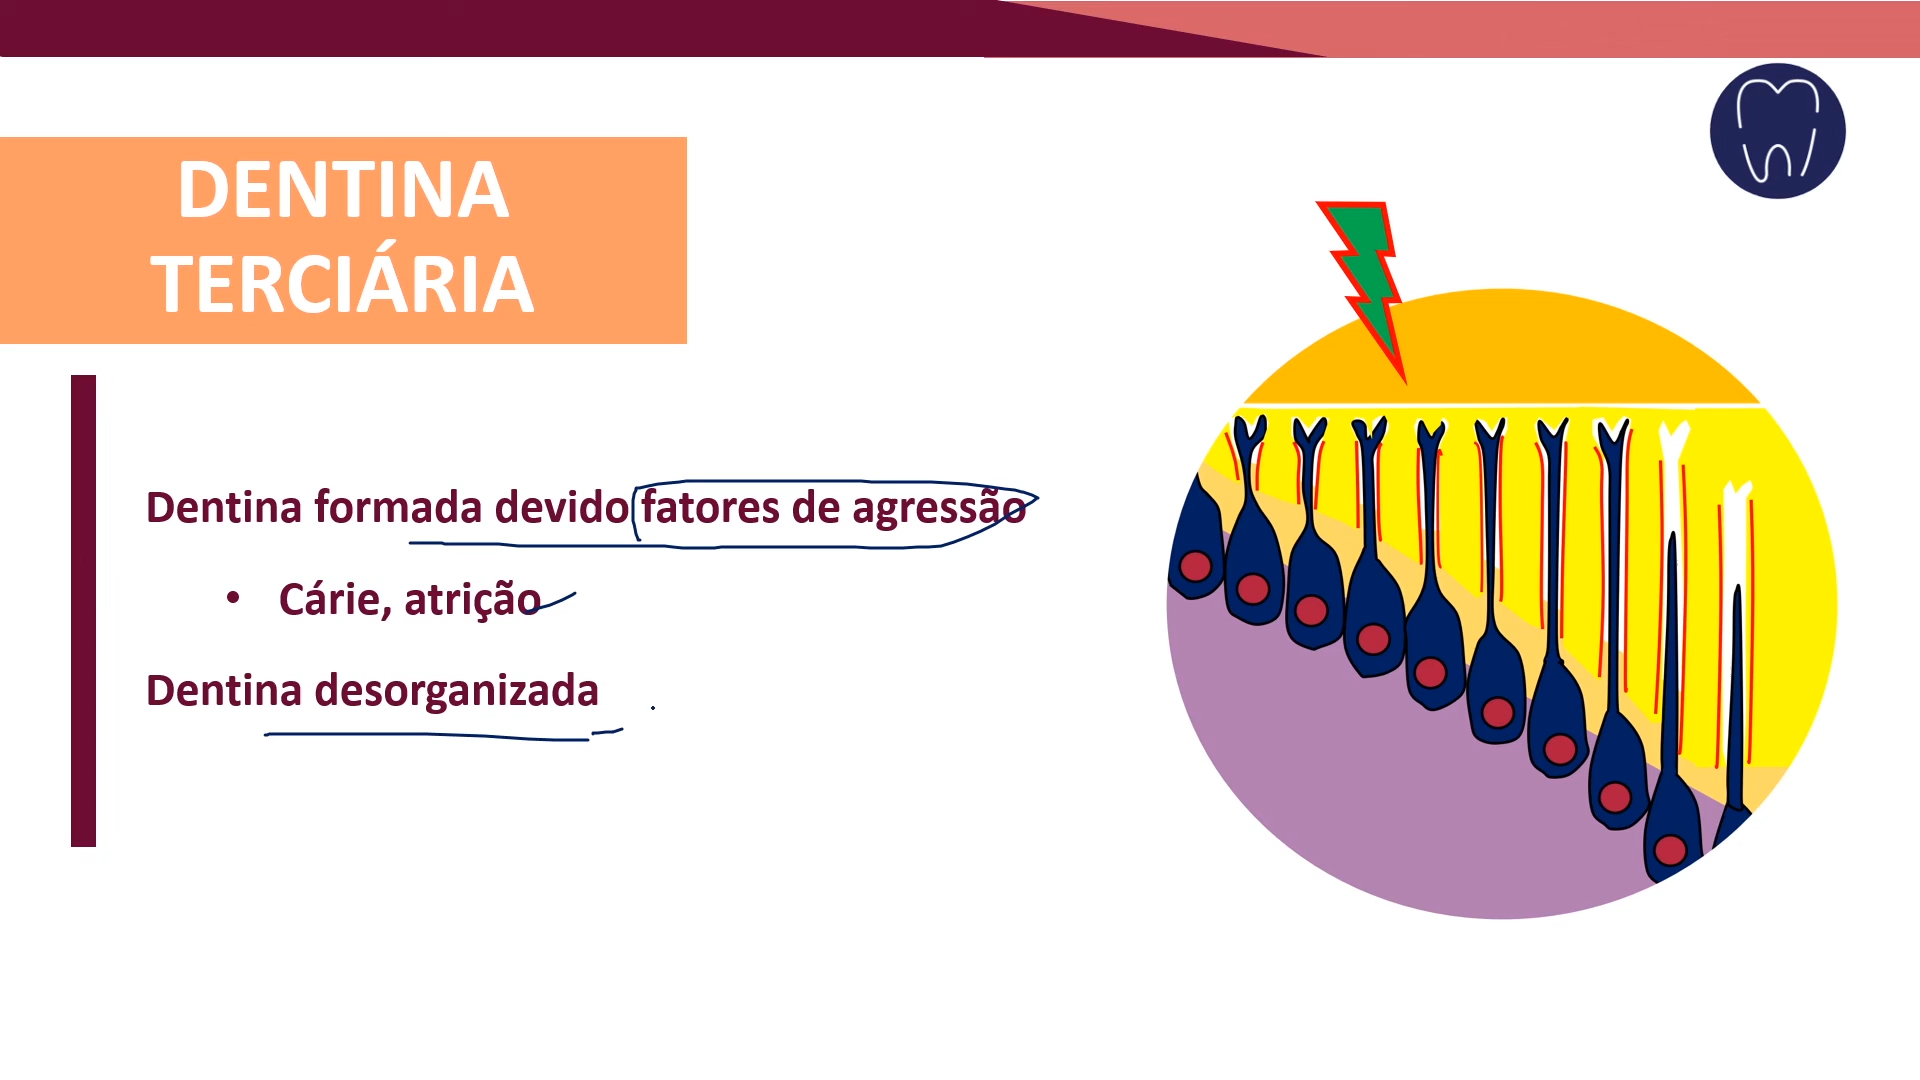 DENTINA
TERCIÁRIA
Dentina formada devido fatores de agressão
• Cárie, atrição
Dentina desorganizada